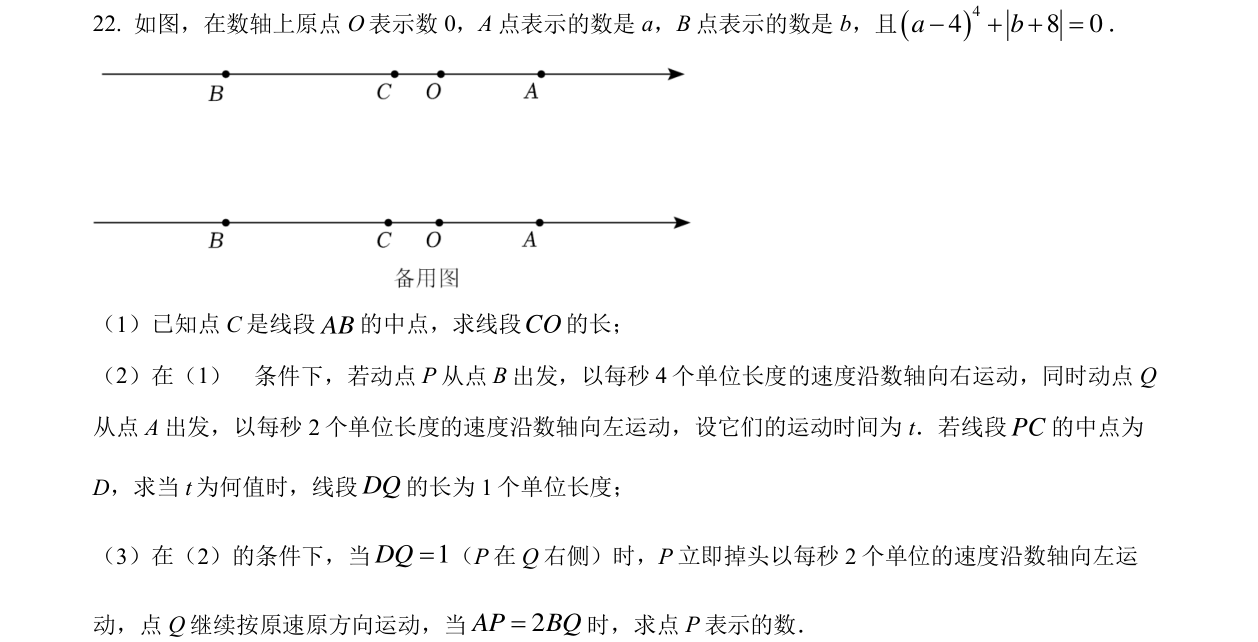 22. 如图，在数轴上原点 O 表示数 0，A 点表示的数是 a，B 点表示的数是 b，且(a−4)⁴+|b+8|=0．
B C O A
B C O A
备用图
（1）已知点 C 是线段 AB 的中点，求线段 CO 的长；
（2）在（1） 条件下，若动点 P 从点 B 出发，以每秒 4 个单位长度的速度沿数轴向右运动，同时动点 Q
从点 A 出发，以每秒 2 个单位长度的速度沿数轴向左运动，设它们的运动时间为 t．若线段 PC 的中点为
D，求当 t 为何值时，线段 DQ 的长为 1 个单位长度；
（3）在（2）的条件下，当 DQ=1（P 在 Q 右侧）时，P 立即掉头以每秒 2 个单位的速度沿数轴向左运
动，点 Q 继续按原速原方向运动，当 AP=2BQ 时，求点 P 表示的数．